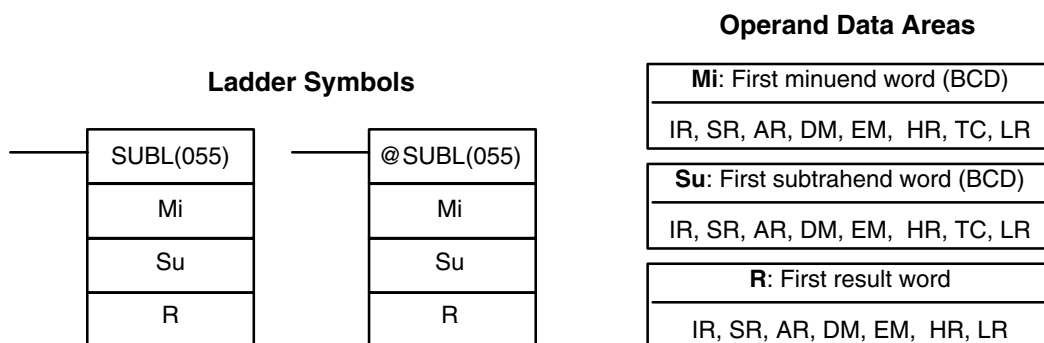 Ladder Symbols
SUBL(055)
Mi
Su
R
@SUBL(055)
Mi
Su
R
Operand Data Areas
Mi: First minuend word (BCD)
IR, SR, AR, DM, EM, HR, TC, LR
Su: First subtrahend word (BCD)
IR, SR, AR, DM, EM, HR, TC, LR
R: First result word
IR, SR, AR, DM, EM, HR, LR